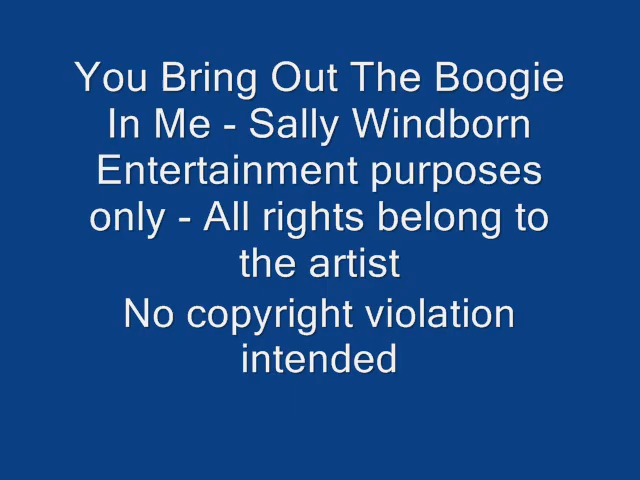 You Bring Out The Boogie
In Me - Sally Windborn
Entertainment purposes
only - All rights belong to
the artist
No copyright violation
intended